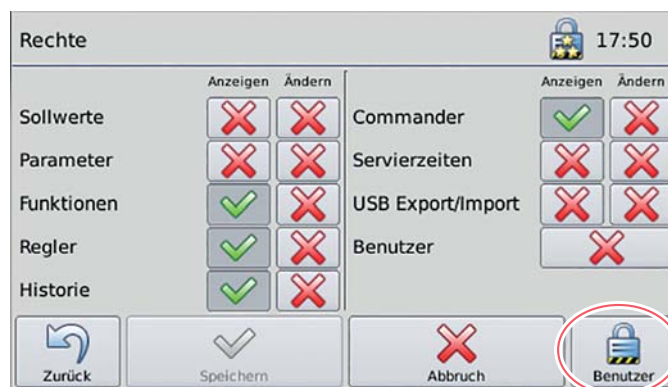 Rechte 17:50
Anzeigen Ändern Anzeigen Ändern
Sollwerte Commander
Parameter Servierzeiten
Funktionen USB Export/Import
Regler Benutzer
Historie
Zurück Speichern Abbruch Benutzer